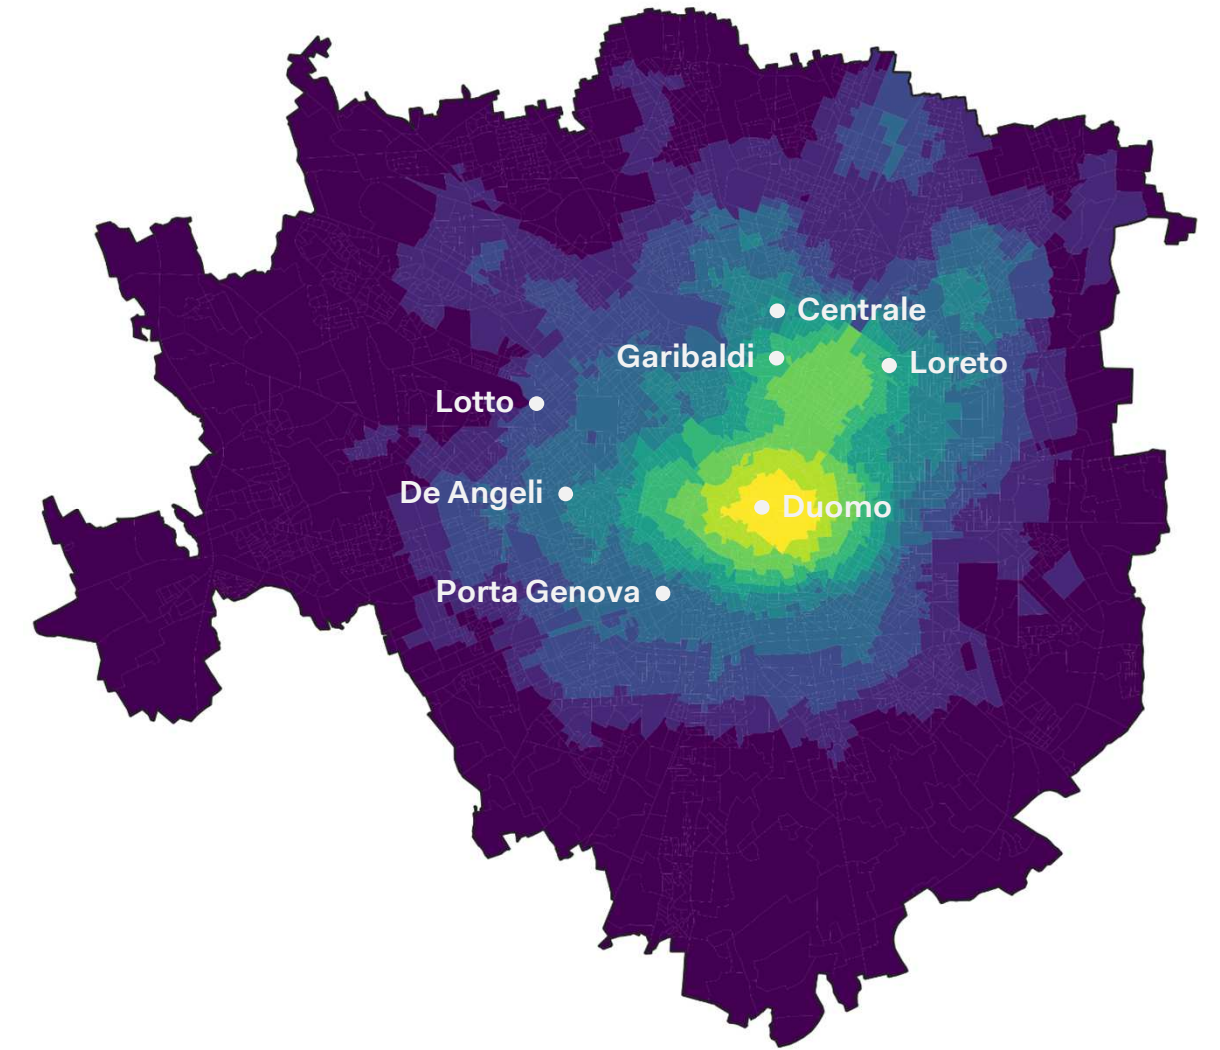 Centrale
Garibaldi
Loreto
Lotto
De Angeli
Duomo
Porta Genova